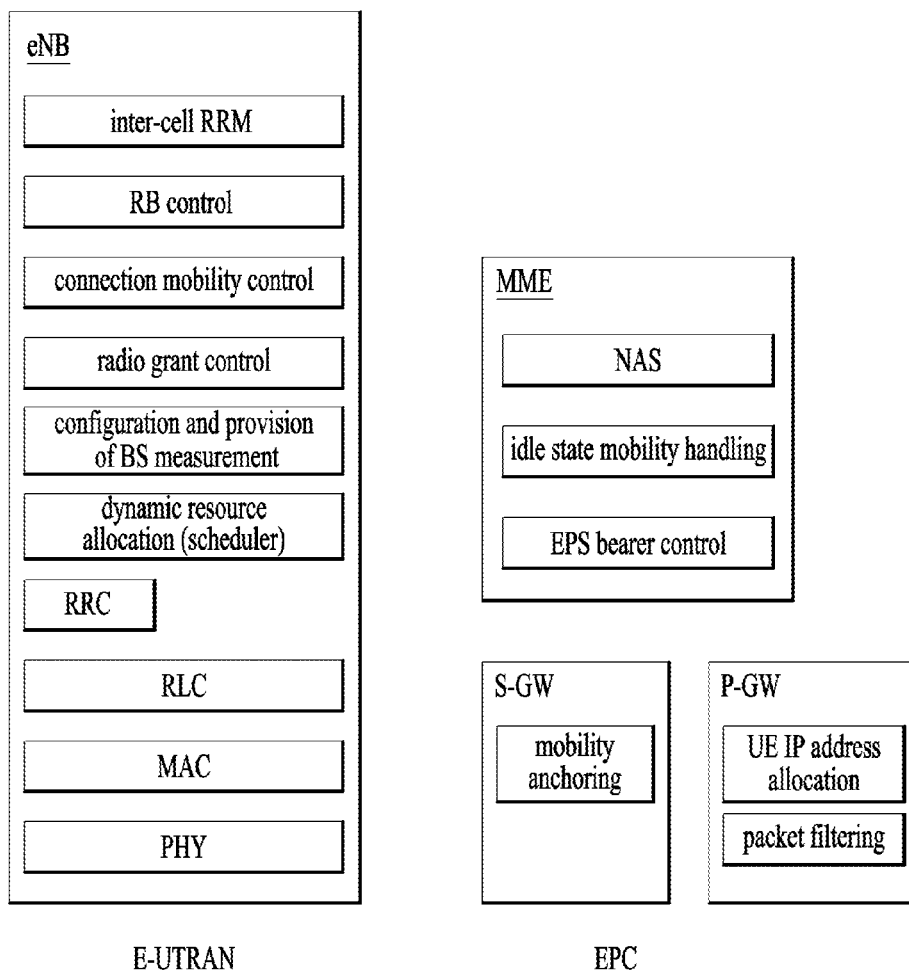 eNB
inter-cell RRM
RB control
connection mobility control
radio grant control
configuration and provision
of BS measurement
dynamic resource
allocation (scheduler)
RRC
RLC
MAC
PHY
E-UTRAN
MME
NAS
idle state mobility handling
EPS bearer control
S-GW
mobility
anchoring
P-GW
UE IP address
allocation
packet filtering
EPC